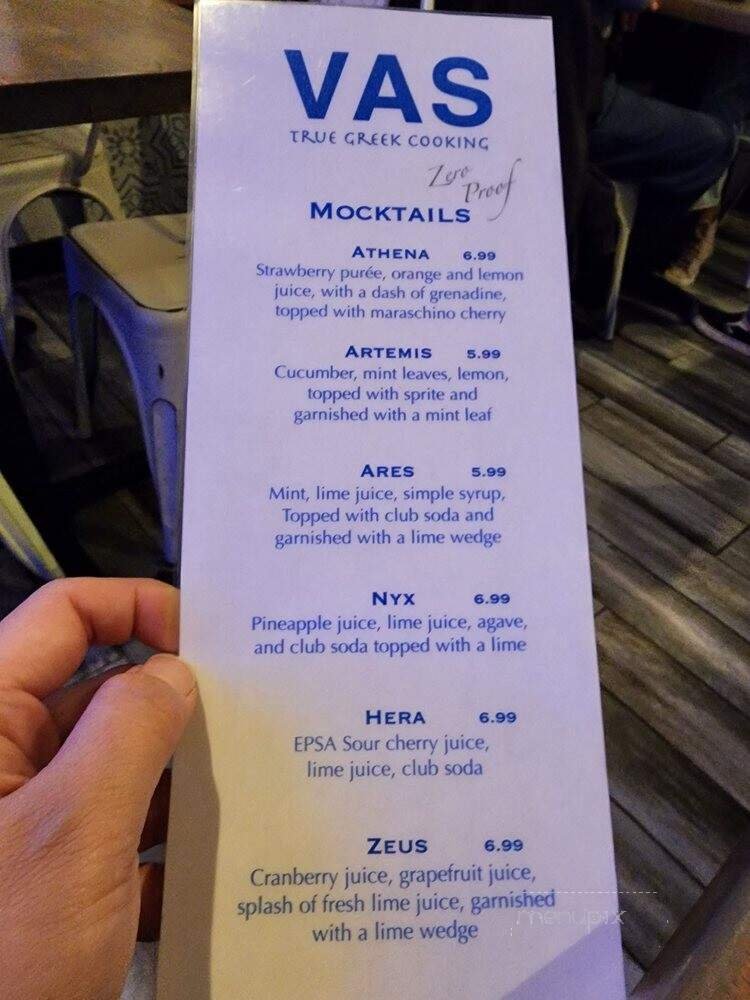 VAS
TRUE GREEK COOKING
Zero
Proof
MOCKTAILS
ATHENA 6.99
Strawberry purée, orange and lemon
juice, with a dash of grenadine,
topped with maraschino cherry
ARTEMIS 5.99
Cucumber, mint leaves, lemon,
topped with sprite and
garnished with a mint leaf
ARES 5.99
Mint, lime juice, simple syrup,
Topped with club soda and
garnished with a lime wedge
NYX 6.99
Pineapple juice, lime juice, agave,
and club soda topped with a lime
HERA 6.99
EPSA Sour cherry juice,
lime juice, club soda
ZEUS 6.99
Cranberry juice, grapefruit juice,
splash of fresh lime juice, garnished
with a lime wedge
menupix